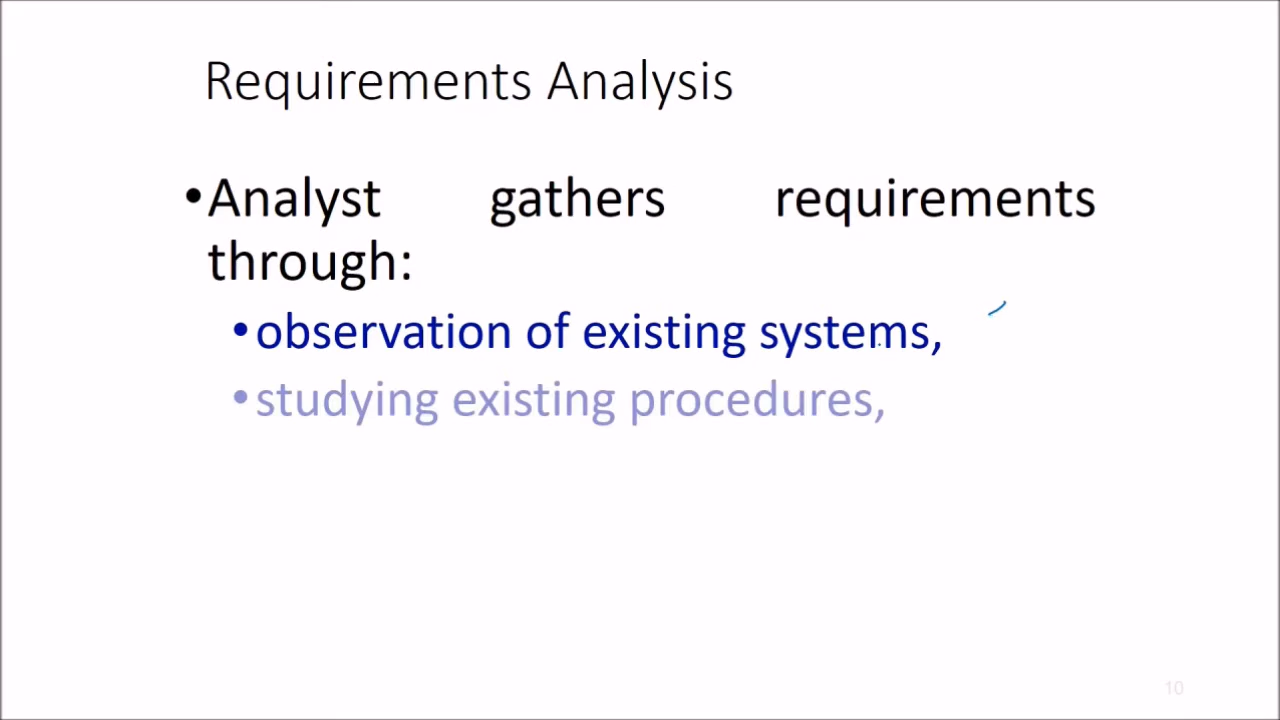 Requirements Analysis
•Analyst gathers requirements
through:
•observation of existing systems,
•studying existing procedures,
10